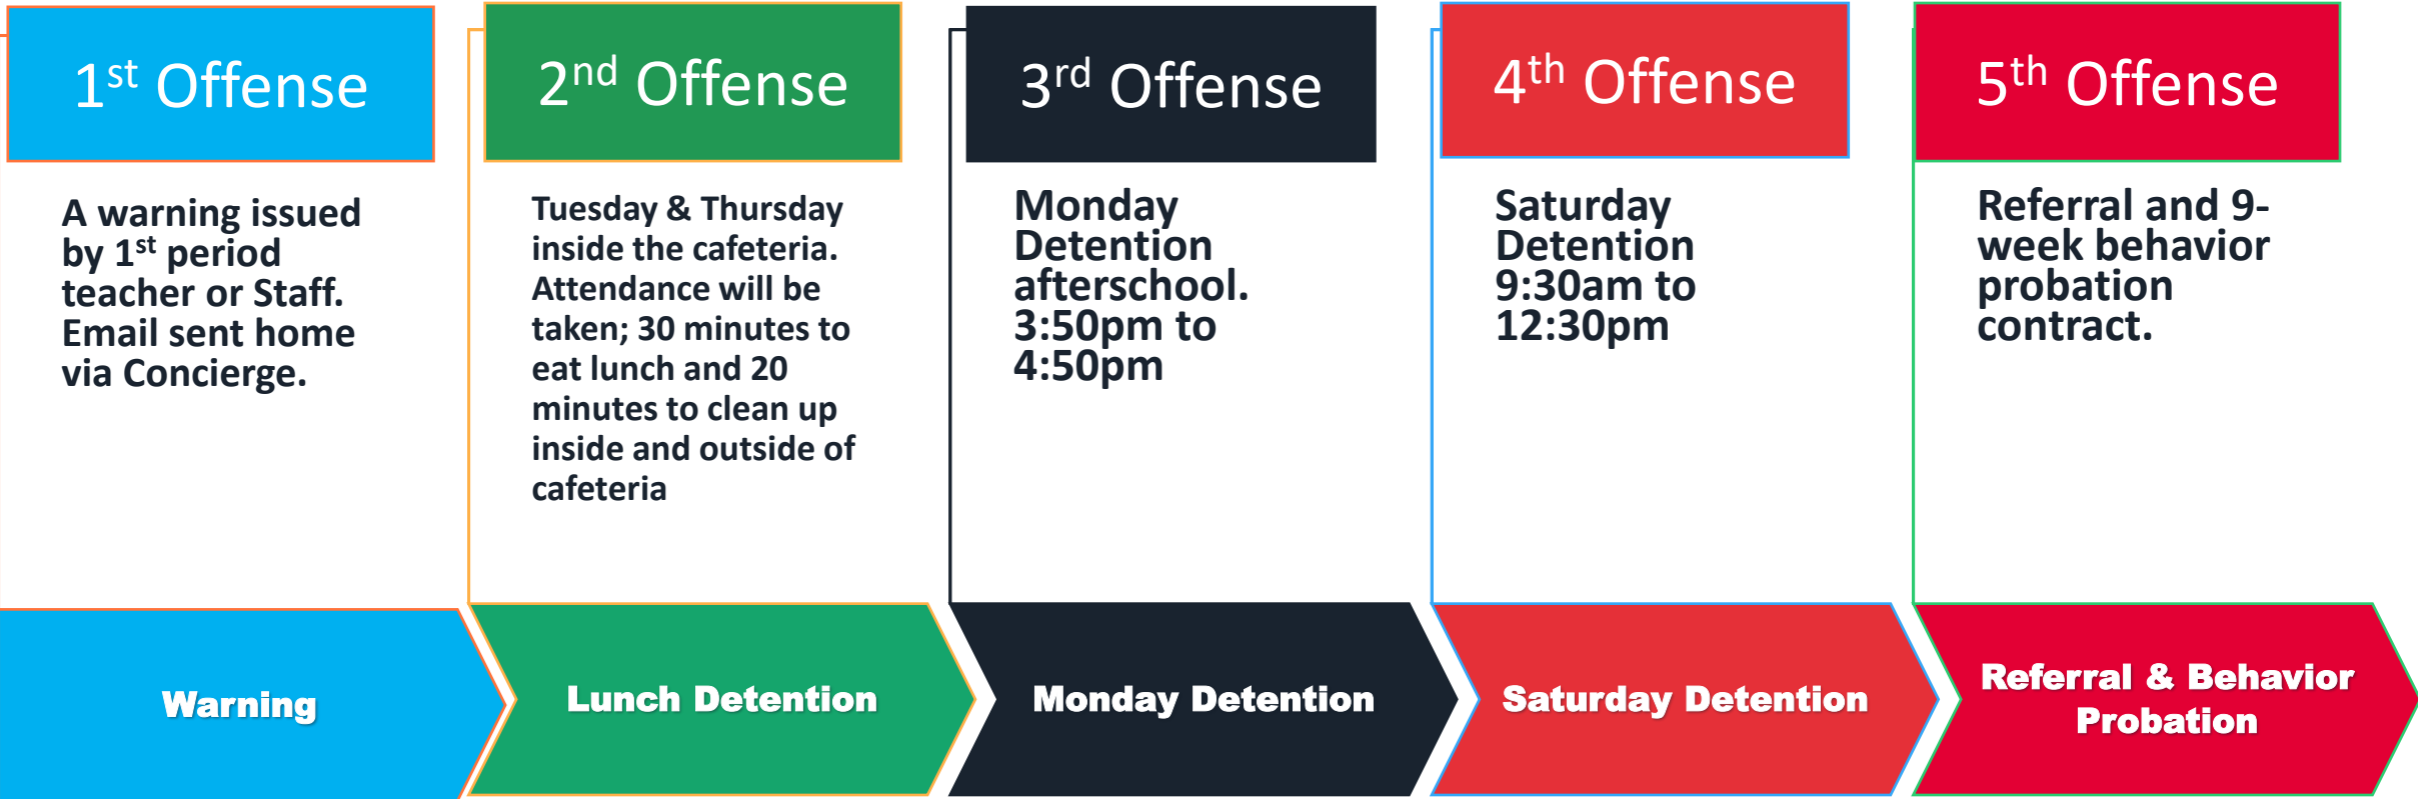 1st Offense
A warning issued
by 1st period
teacher or Staff.
Email sent home
via Concierge.
Warning
2nd Offense
Tuesday & Thursday
inside the cafeteria.
Attendance will be
taken; 30 minutes to
eat lunch and 20
minutes to clean up
inside and outside of
cafeteria
Lunch Detention
3rd Offense
Monday
Detention
afterschool.
3:50pm to
4:50pm
Monday Detention
4th Offense
Saturday
Detention
9:30am to
12:30pm
Saturday Detention
5th Offense
Referral and 9-
week behavior
probation
contract.
Referral & Behavior
Probation